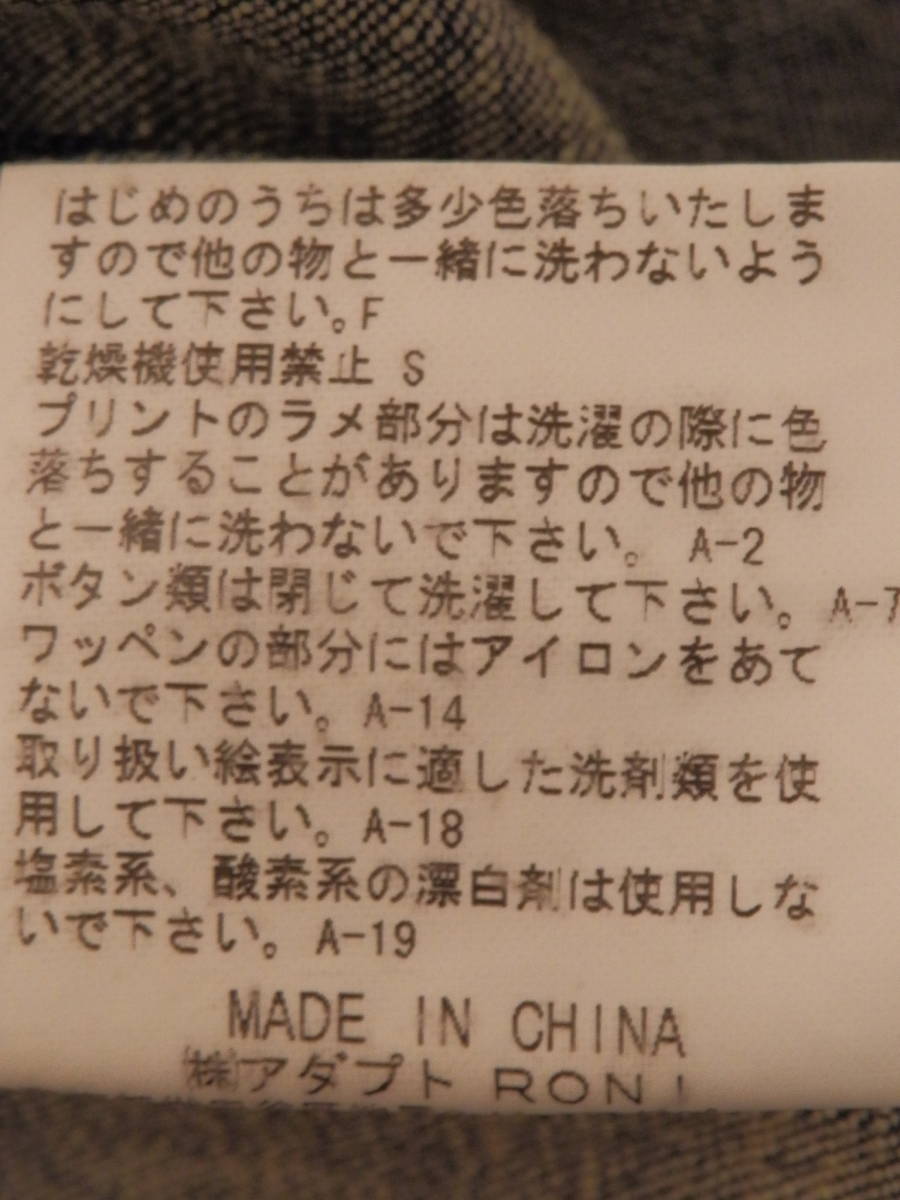 はじめのうちは多少色落ちいたしま
すので他の物と一緒に洗わないよう
にして下さい。F
乾燥機使用禁止 S
プリントのラメ部分は洗濯の際に色
落ちすることがありますので他の物
と一緒に洗わないで下さい。 A-2
ボタン類は閉じて洗濯して下さい。A-7
ワッペンの部分にはアイロンをあて
ないで下さい。A-14
取り扱い絵表示に適した洗剤類を使
用して下さい。A-18
塩素系、酸素系の漂白剤は使用しな
いで下さい。A-19
MADE IN CHINA
㈱アダプト RONI